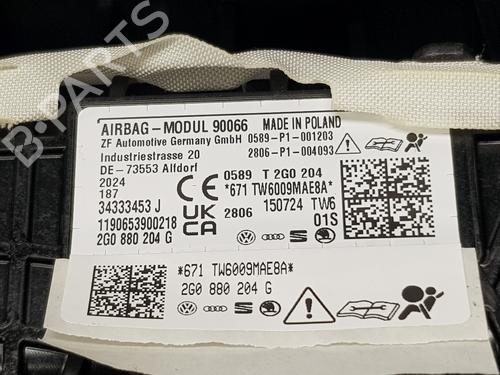 AIRBAG-MODUL 90066 MADE IN POLAND
ZF Automotive Germany GmbH 0589-P1-001203
Industriestrasse 20 2806-P1-004093
DE-73553 Alfdorf
2024
187
34333453 J
1190653900218
2G0 880 204 G
CE 0589 T 2G0 204
*671 TW6009MAE8A*
UKCA 2806 150724 TW6
01S
*671 TW6009MAE8A*
2G0 880 204 G
B-PARTS